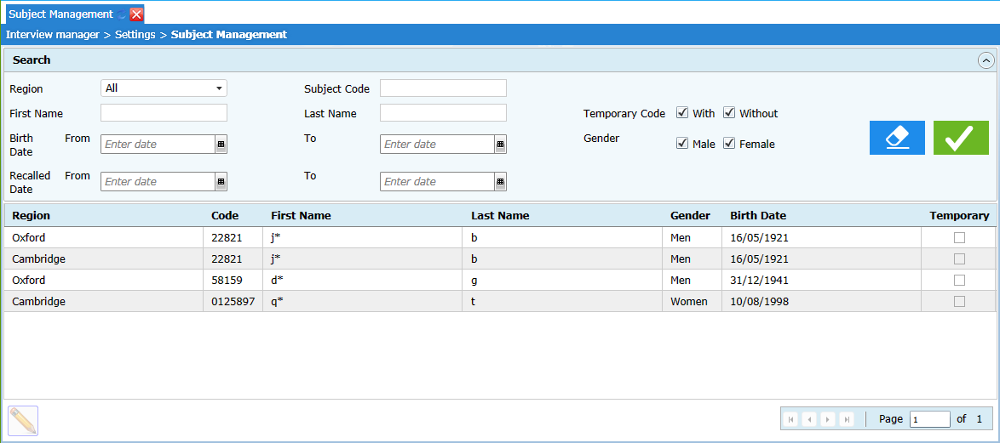 Subject Management
Interview manager > Settings > Subject Management
Search
Region All Subject Code
First Name Last Name Temporary Code With Without
Birth Date From Enter date To Enter date Gender Male Female
Recalled Date From Enter date To Enter date
Region Code First Name Last Name Gender Birth Date Temporary
Oxford 22821 j* b Men 16/05/1921
Cambridge 22821 j* b Men 16/05/1921
Oxford 58159 d* g Men 31/12/1941
Cambridge 0125897 q* t Women 10/08/1998
Page 1 of 1